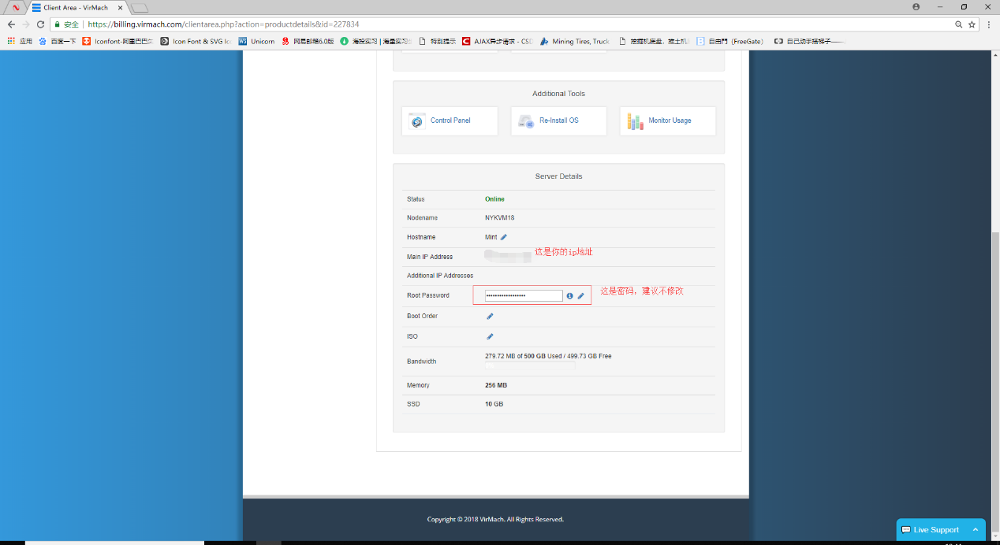 Client Area - VirMach
安全
https://billing.virmach.com/clientarea.php?action=productdetails&id=227834
应用 百度一下 Iconfont-阿里巴巴矢 Icon Font & SVG Ic Unicorn 网易邮箱6.0版 海投实习 | 海量实习 特别提示 AJAX异步请求 - CSD Mining Tires, Truck 挖掘机底盘，推土机 自由門（FreeGate） 自己动手搭梯子——
Additional Tools
Control Panel Re-Install OS Monitor Usage
Server Details
Status Online
Nodename NYKVM18
Hostname Mint
Main IP Address 这是你的ip地址
Additional IP Addresses
Root Password 这是密码，建议不修改
Boot Order
ISO
Bandwidth 279.72 MB of 500 GB Used / 499.73 GB Free
Memory 256 MB
SSD 10 GB
Copyright © 2018 VirMach. All Rights Reserved.
Live Support